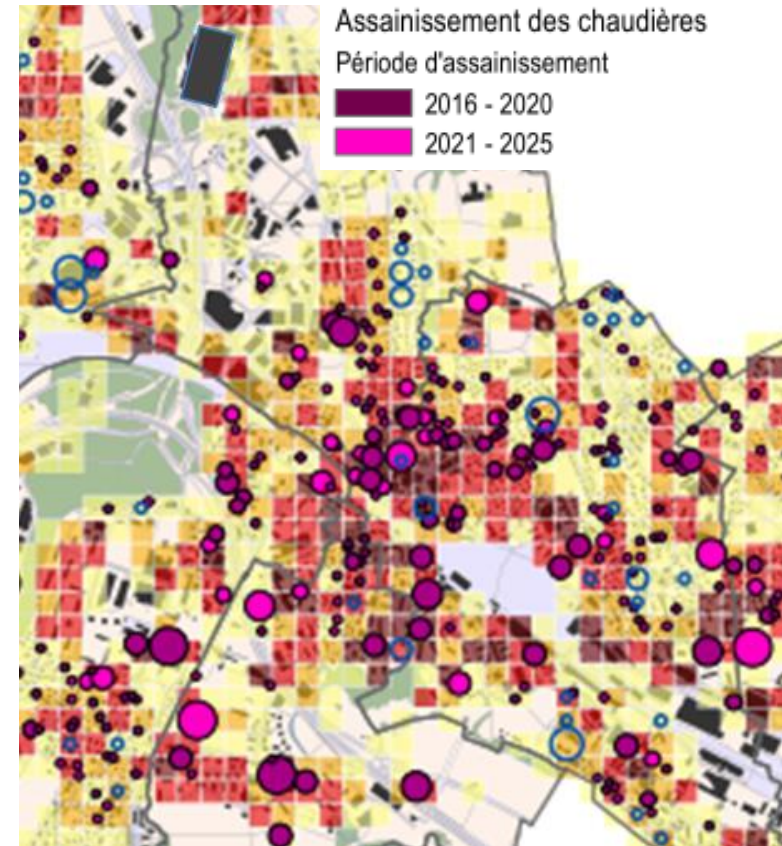 Assainissement des chaudières
Période d'assainissement
2016 - 2020
2021 - 2025